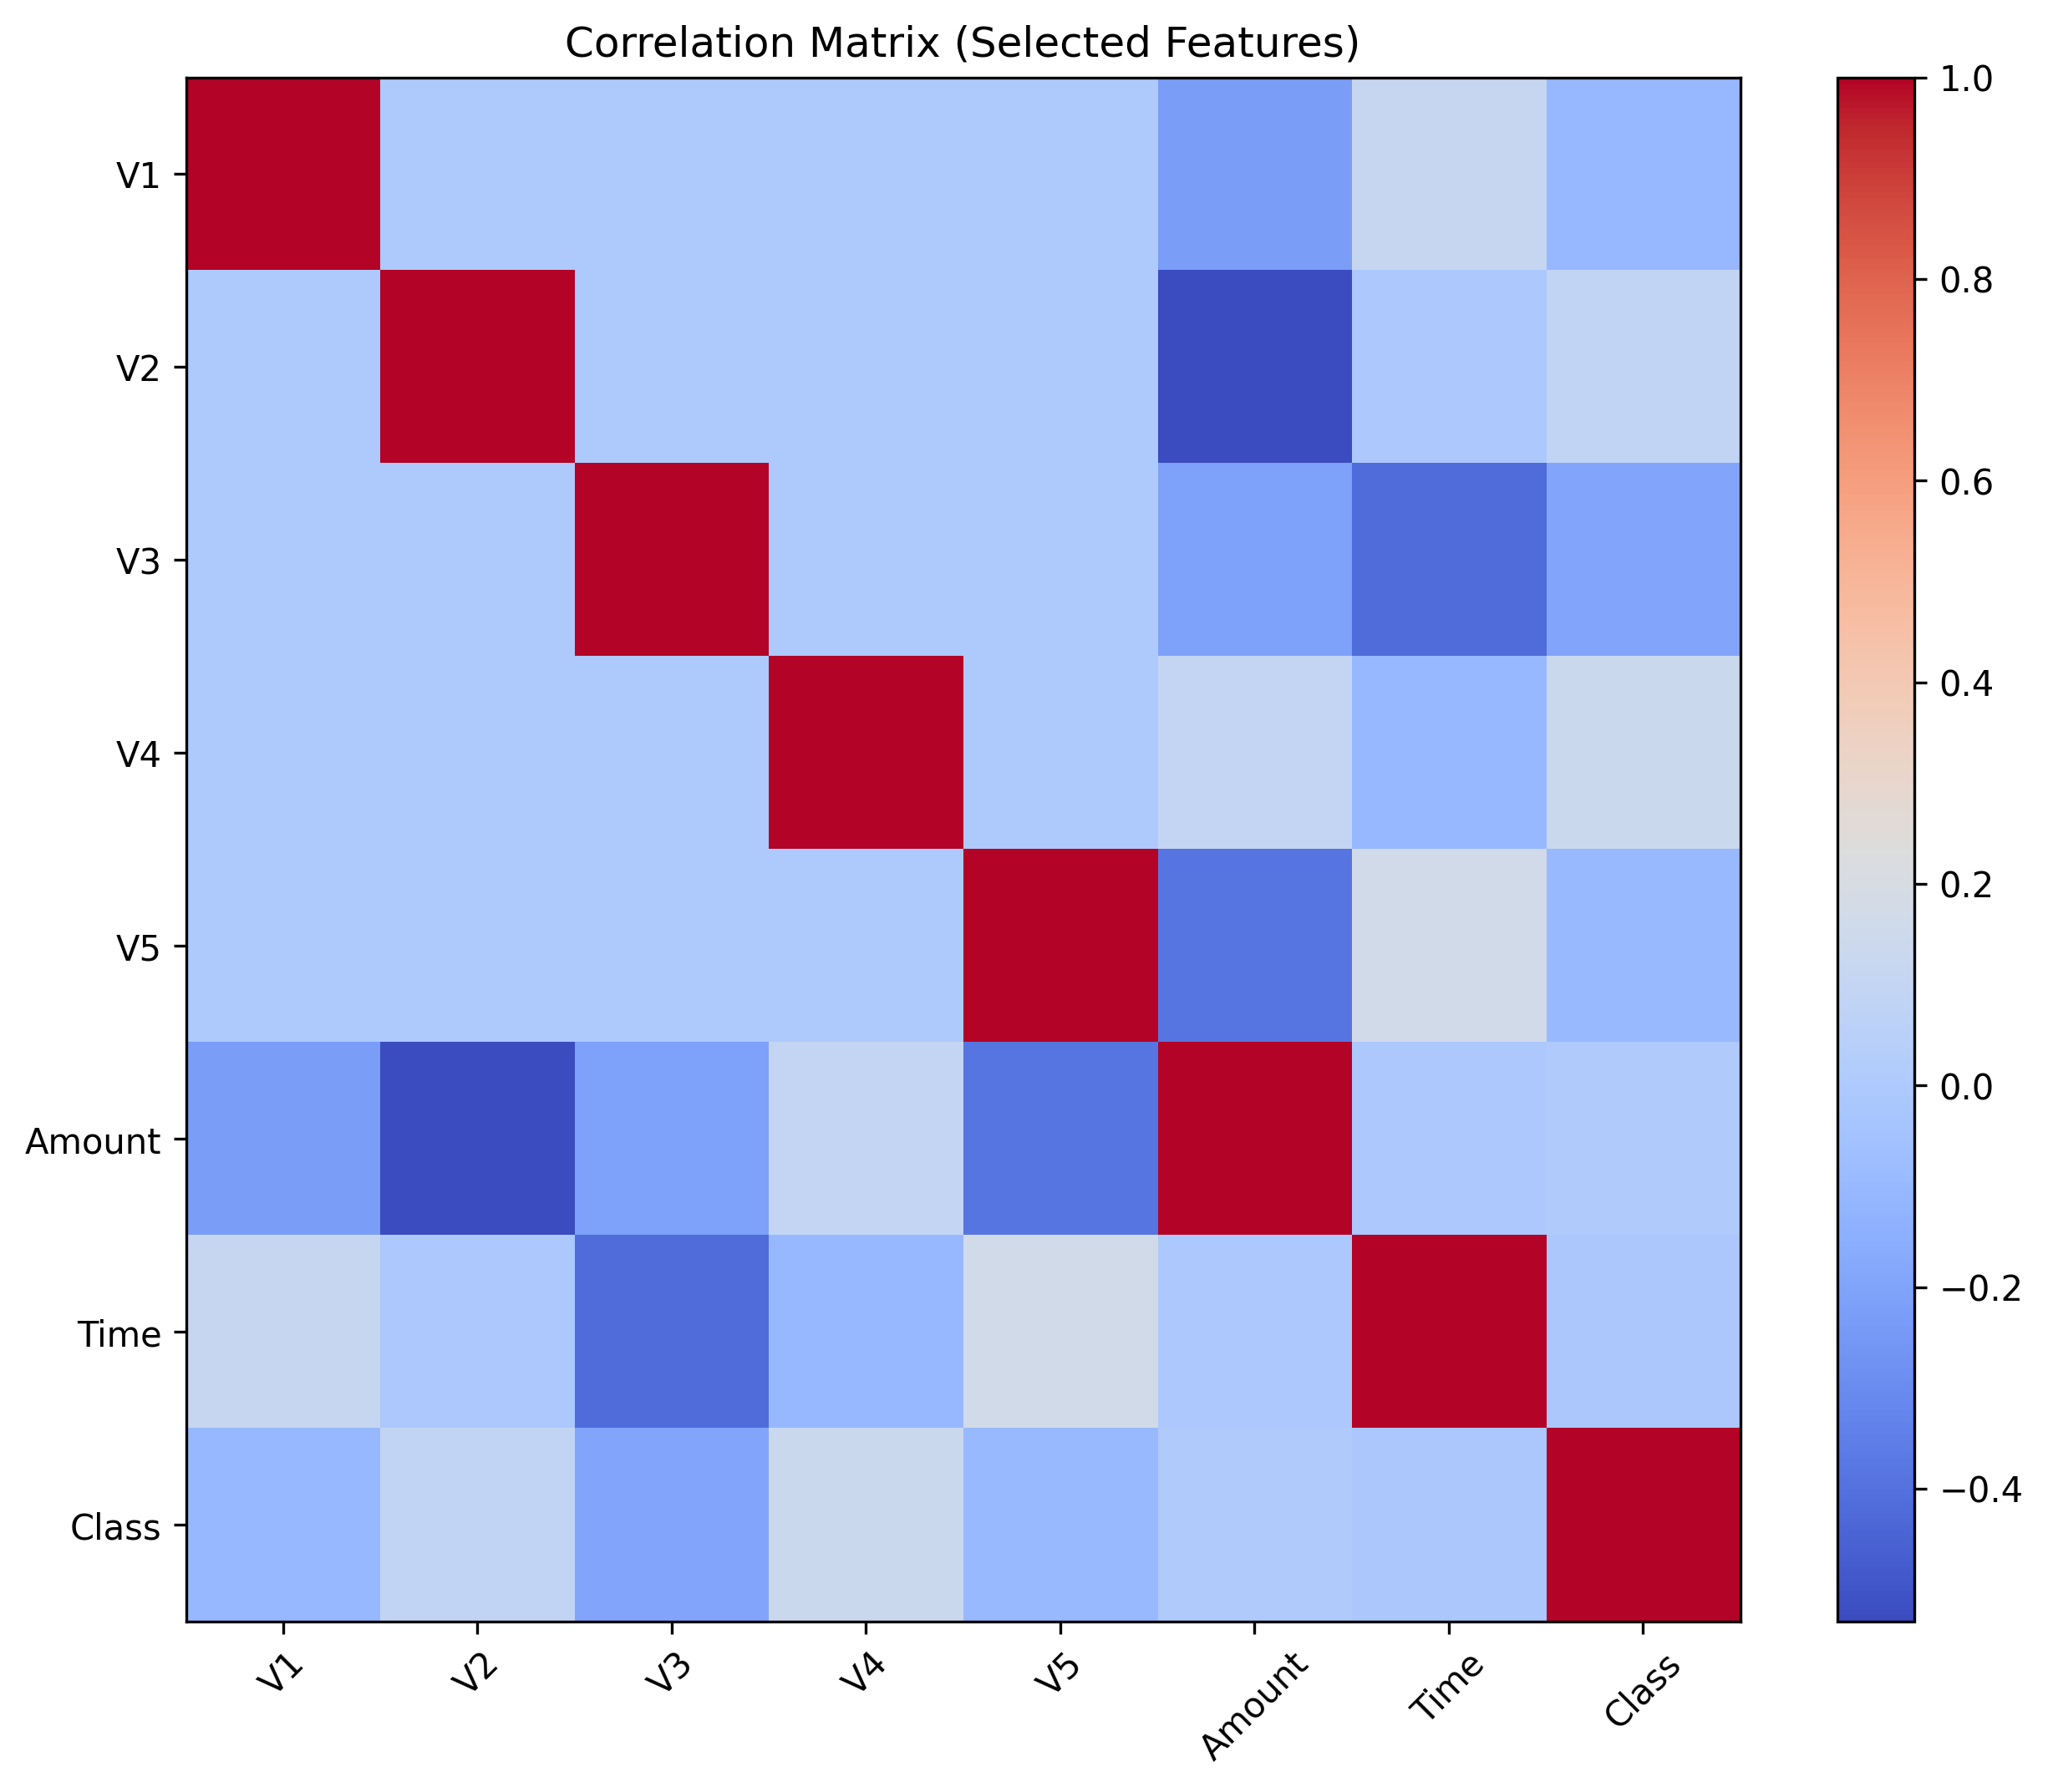 Correlation Matrix (Selected Features)
V1
V2
V3
V4
V5
Amount
Time
Class
V1
V2
V3
V4
V5
Amount
Time
Class
1.0
0.8
0.6
0.4
0.2
0.0
−0.2
−0.4